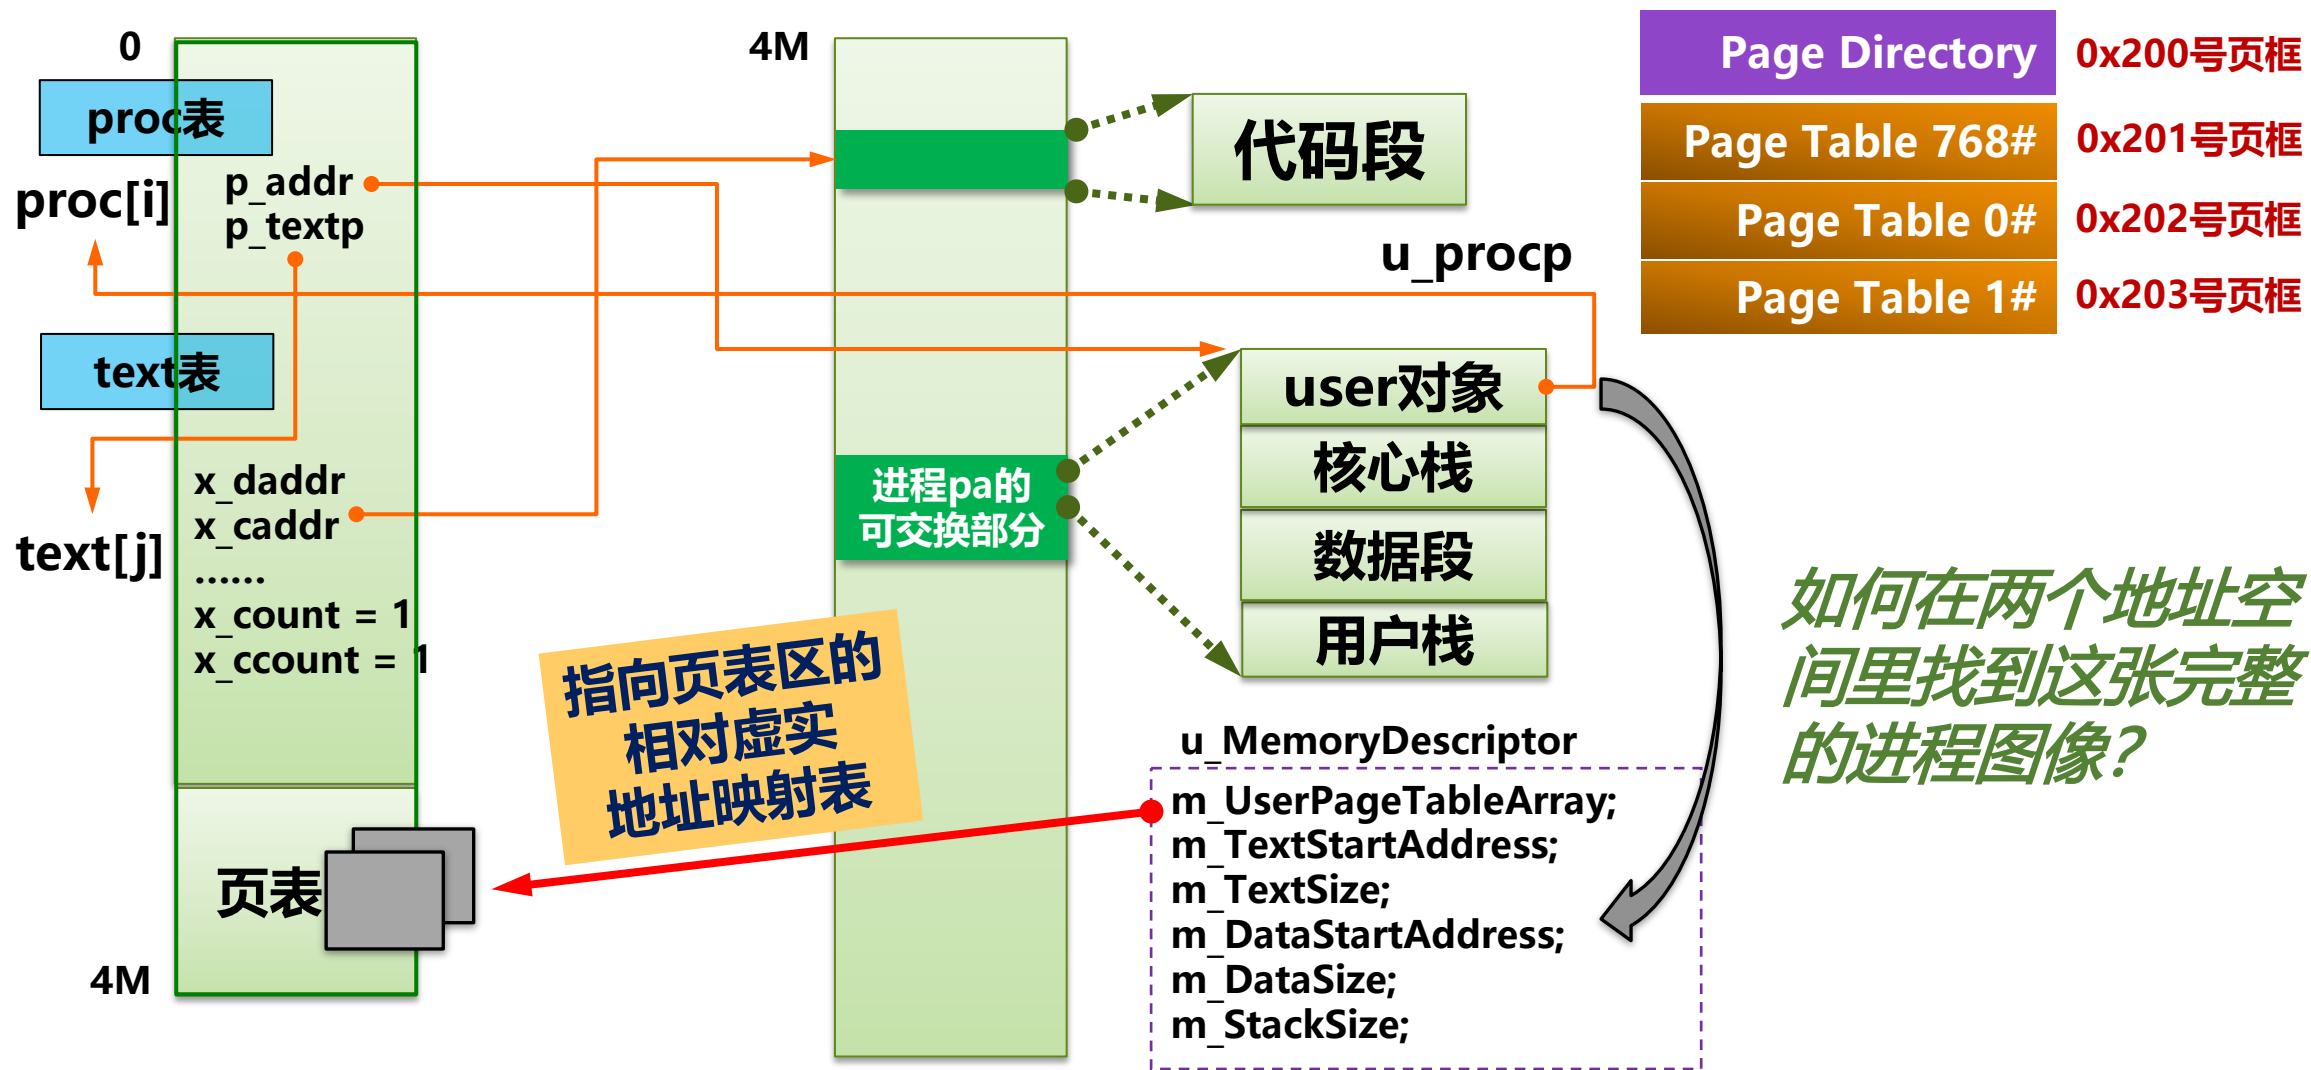 0
proc表
proc[i]
p_addr
p_textp
text表
text[j]
x_daddr
x_caddr
......
x_count = 1
x_ccount = 1
页表
4M
4M
代码段
u_procp
进程pa的
可交换部分
user对象
核心栈
数据段
用户栈
指向页表区的
相对虚实
地址映射表
u_MemoryDescriptor
m_UserPageTableArray;
m_TextStartAddress;
m_TextSize;
m_DataStartAddress;
m_DataSize;
m_StackSize;
Page Directory 0x200号页框
Page Table 768# 0x201号页框
Page Table 0# 0x202号页框
Page Table 1# 0x203号页框
如何在两个地址空
间里找到这张完整
的进程图像?